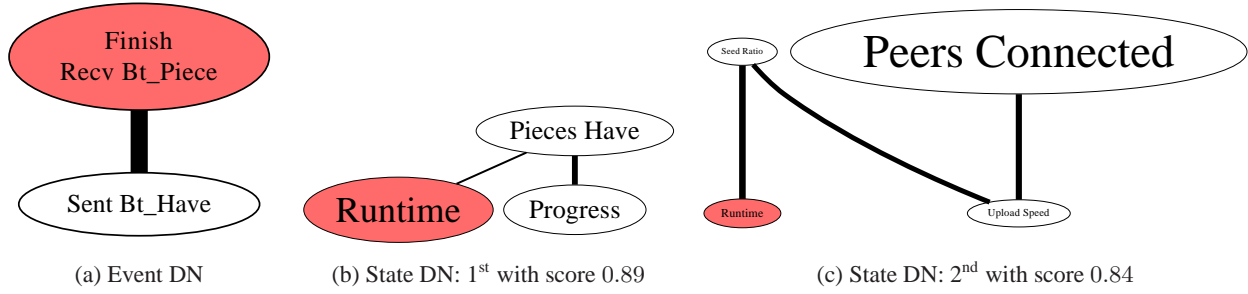 Finish
Recv Bt_Piece
Sent Bt_Have
(a) Event DN
Pieces Have
Runtime
Progress
(b) State DN: 1st with score 0.89
Seed Ratio
Peers Connected
Runtime
Upload Speed
(c) State DN: 2nd with score 0.84